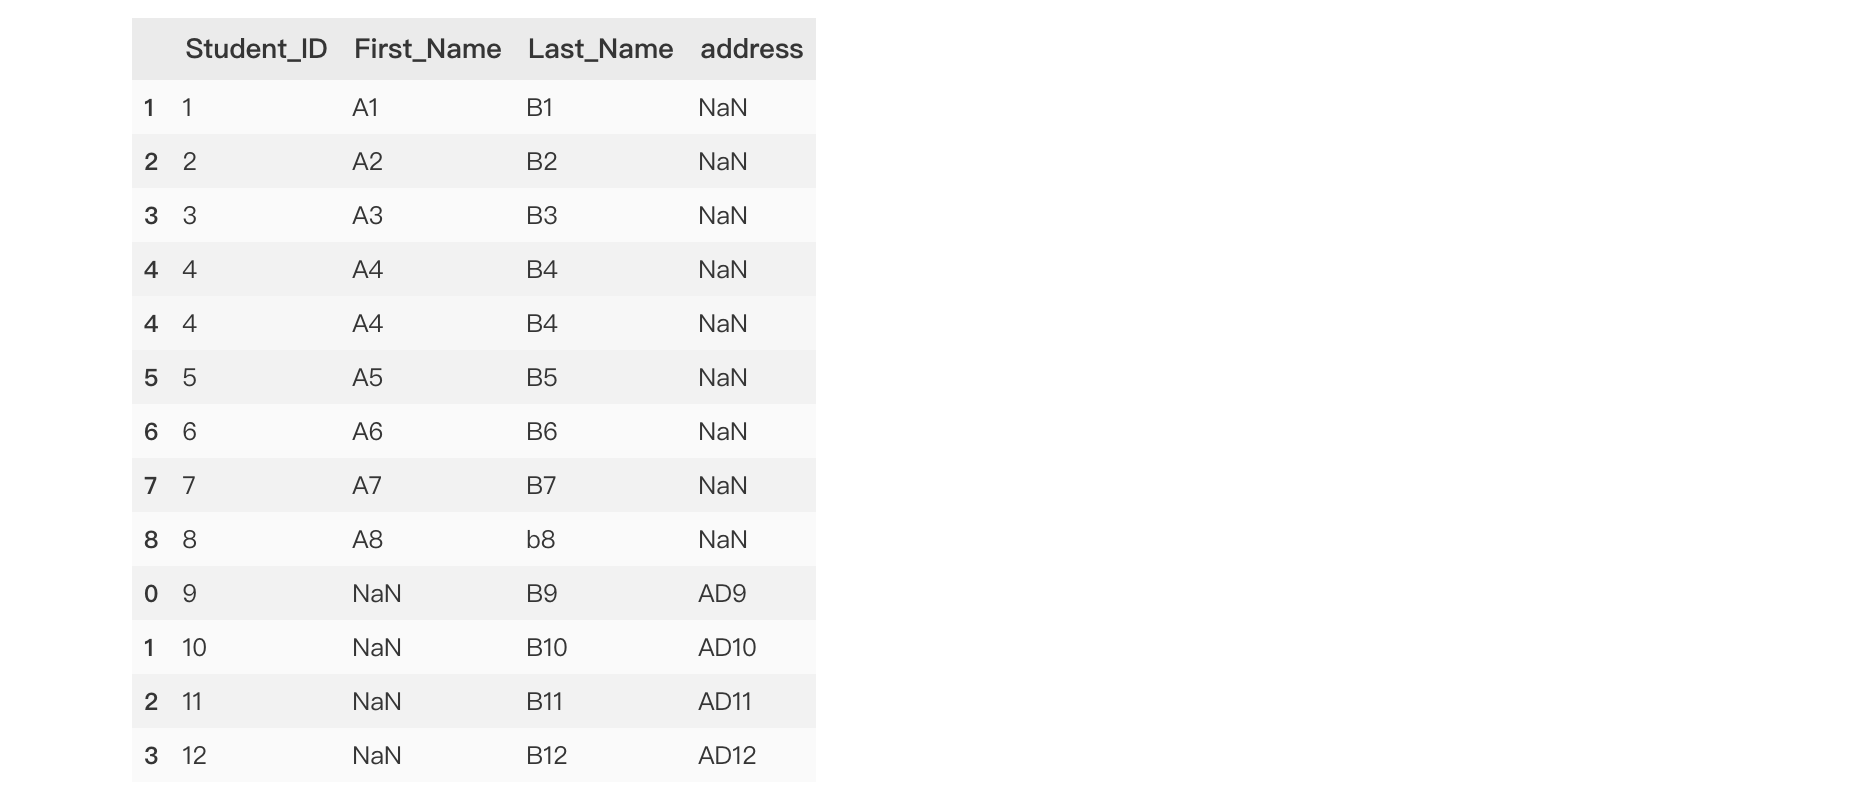 Student_ID First_Name Last_Name address
1 1 A1 B1 NaN
2 2 A2 B2 NaN
3 3 A3 B3 NaN
4 4 A4 B4 NaN
4 4 A4 B4 NaN
5 5 A5 B5 NaN
6 6 A6 B6 NaN
7 7 A7 B7 NaN
8 8 A8 b8 NaN
0 9 NaN B9 AD9
1 10 NaN B10 AD10
2 11 NaN B11 AD11
3 12 NaN B12 AD12